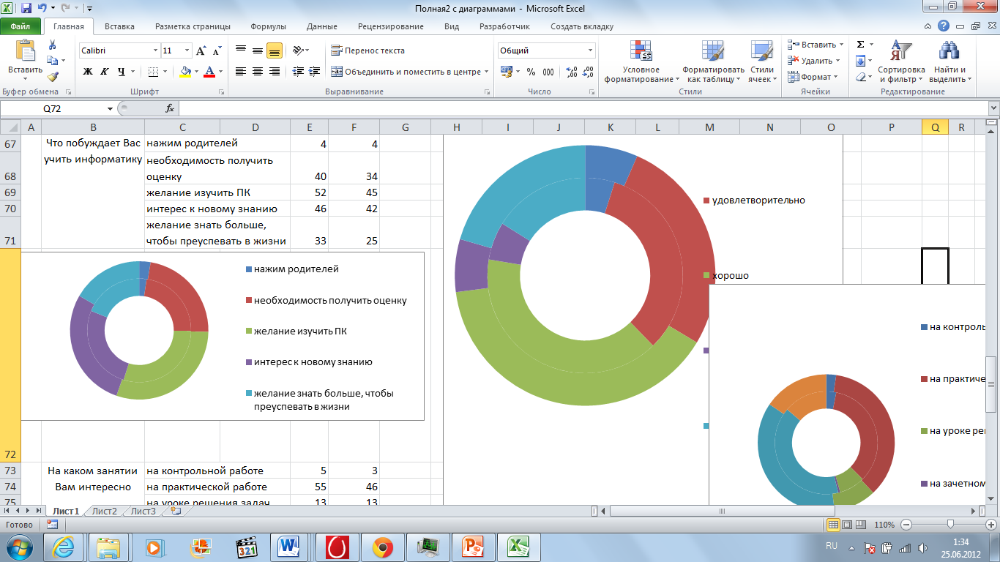 Полная2 с диаграммами - Microsoft Excel
Файл Главная Вставка Разметка страницы Формулы Данные Рецензирование Вид Разработчик Создать вкладку
Вставить
Буфер обмена
Calibri 11
Ж К Ч
Шрифт
Перенос текста
Объединить и поместить в центре
Выравнивание
Общий
% 000
Число
Условное форматирование
Форматировать как таблицу
Стили ячеек
Стили
Вставить
Удалить
Формат
Ячейки
Сортировка и фильтр
Найти и выделить
Редактирование
Q72 fx
A B C D E F G H I J K L M N O P Q R
67 Что побуждает Вас нажим родителей 4 4
учить информатику необходимость получить
68 оценку 40 34
69 желание изучить ПК 52 45
70 интерес к новому знанию 46 42
желание знать больше,
71 чтобы преуспевать в жизни 33 25
нажим родителей
необходимость получить оценку
желание изучить ПК
интерес к новому знанию
желание знать больше, чтобы
преуспевать в жизни
удовлетворительно
хорошо
на контроль
на практиче
на уроке ре
на зачетном
72
73 На каком занятии на контрольной работе 5 3
74 Вам интересно на практической работе 55 46
75 на уроке решения задач 13 13
Лист1 Лист2 Лист3
Готово 110%
321
RU 1:34
25.06.2012